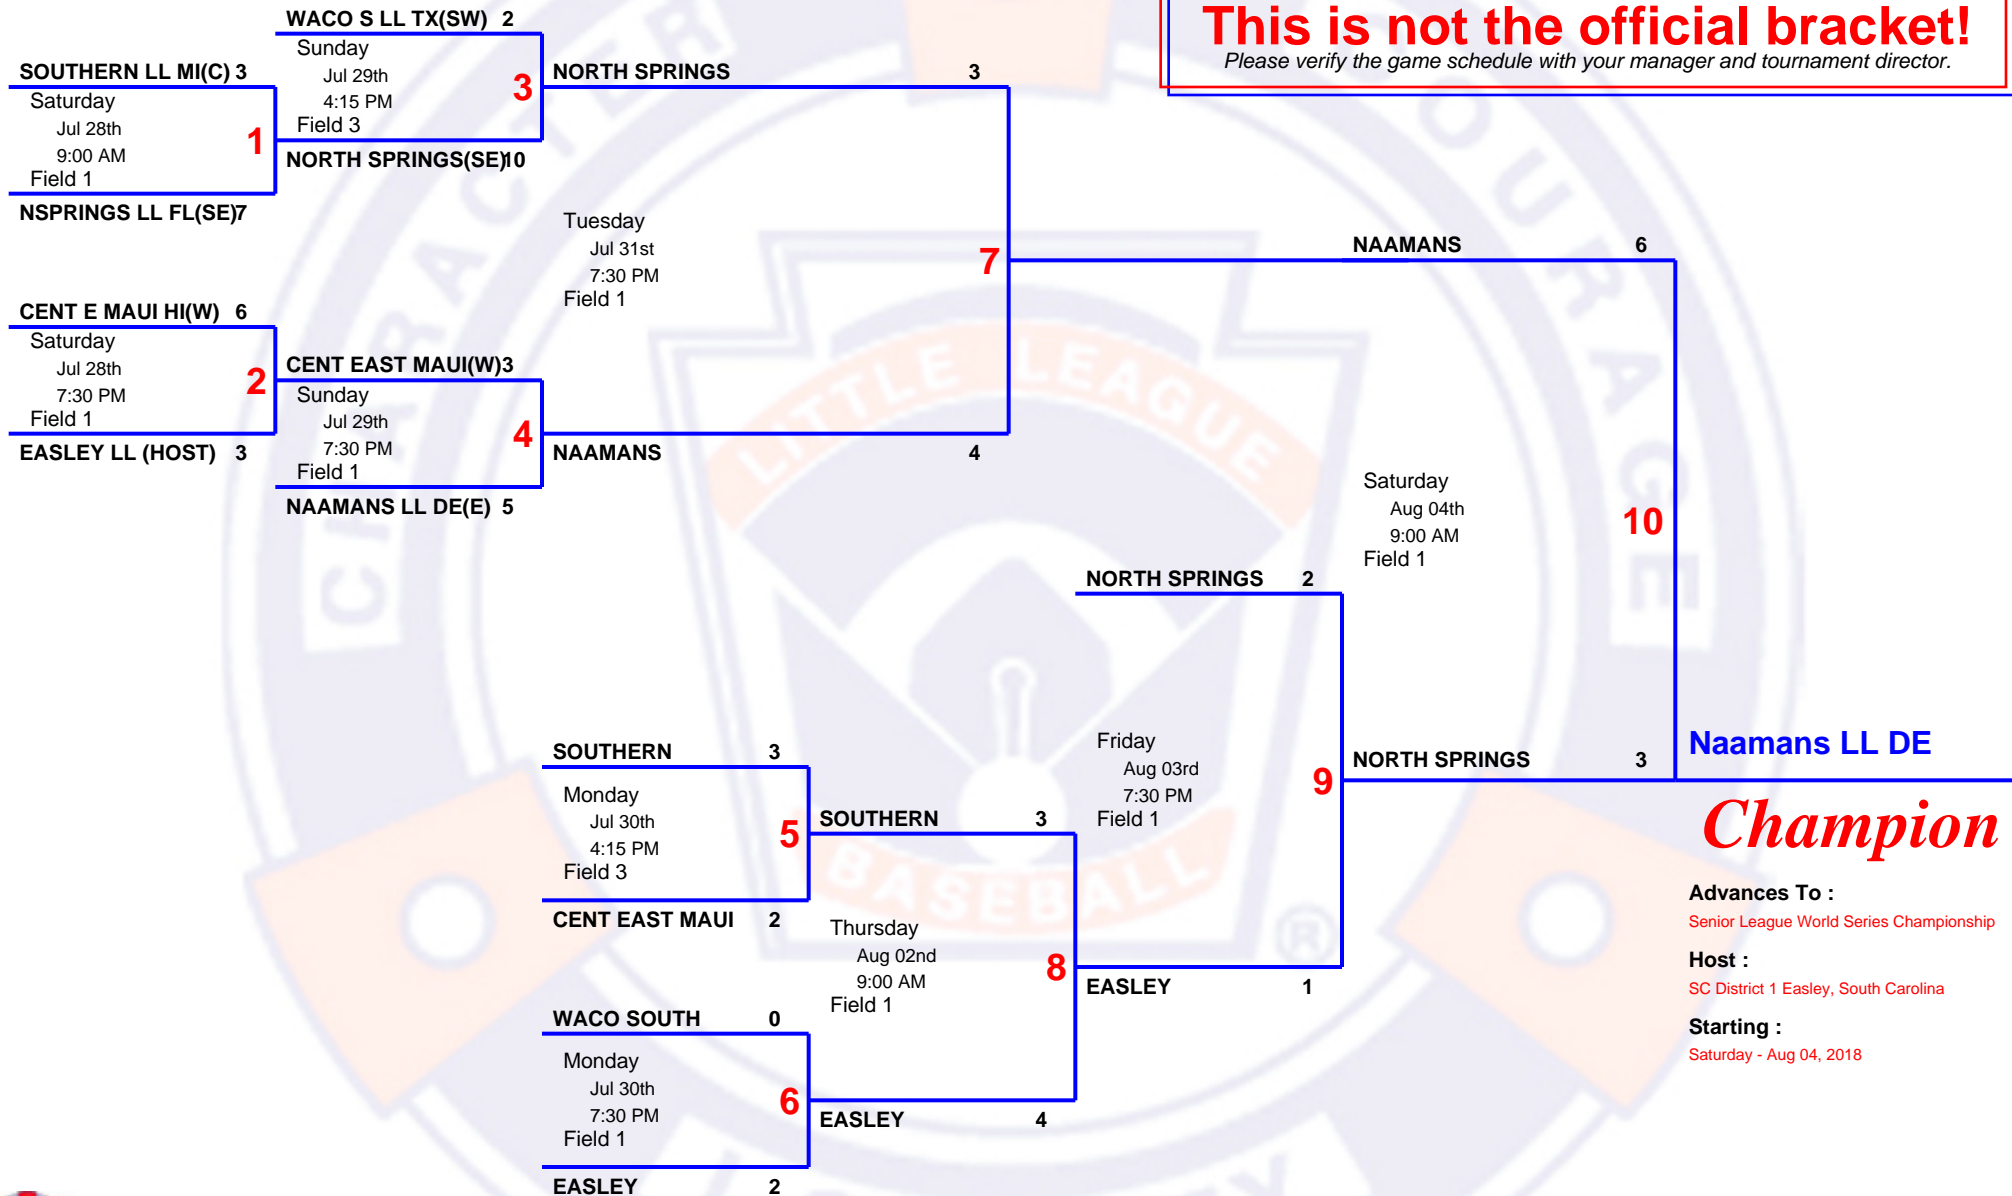 This is not the official bracket!
Please verify the game schedule with your manager and tournament director.
SOUTHERN LL MI(C) 3
Saturday
Jul 28th
9:00 AM
Field 1
1
NSPRINGS LL FL(SE)7
CENT E MAUI HI(W) 6
Saturday
Jul 28th
7:30 PM
Field 1
2
EASLEY LL (HOST) 3
WACO S LL TX(SW) 2
Sunday
Jul 29th
4:15 PM
Field 3
3
NORTH SPRINGS(SE)10
CENT EAST MAUI(W)3
Sunday
Jul 29th
7:30 PM
Field 1
4
NAAMANS LL DE(E) 5
NORTH SPRINGS 3
Tuesday
Jul 31st
7:30 PM
Field 1
7
NAAMANS 4
SOUTHERN 3
Monday
Jul 30th
4:15 PM
Field 3
5
CENT EAST MAUI 2
WACO SOUTH 0
Monday
Jul 30th
7:30 PM
Field 1
6
EASLEY 2
SOUTHERN 3
Thursday
Aug 02nd
9:00 AM
Field 1
8
EASLEY 4
NORTH SPRINGS 2
Friday
Aug 03rd
7:30 PM
Field 1
9
EASLEY 1
NAAMANS 6
Saturday
Aug 04th
9:00 AM
Field 1
10
NORTH SPRINGS 3
Naamans LL DE
Champion
Advances To :
Senior League World Series Championship
Host :
SC District 1 Easley, South Carolina
Starting :
Saturday - Aug 04, 2018
CHARACTER
COURAGE
LITTLE LEAGUE
BASEBALL
®